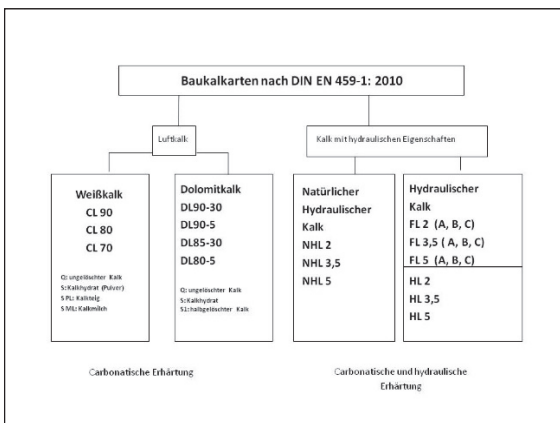 Baukalkarten nach DIN EN 459-1: 2010
Luftkalk
Kalk mit hydraulischen Eigenschaften
Weißkalk
CL 90
CL 80
CL 70
Q: ungelöschter Kalk
S:Kalkhydrat (Pulver)
S PL: Kalkteig
S ML: Kalkmilch
Dolomitkalk
DL90-30
DL90-5
DL85-30
DL80-5
Q: ungelöschter Kalk
S:Kalkhydrat
S1:halbgelöschter Kalk
Natürlicher
Hydraulischer
Kalk
NHL 2
NHL 3,5
NHL 5
Hydraulischer
Kalk
FL 2 (A, B, C)
FL 3,5 ( A, B, C)
FL 5 (A, B, C)
HL 2
HL 3,5
HL 5
Carbonatische Erhärtung
Carbonatische und hydraulische
Erhärtung